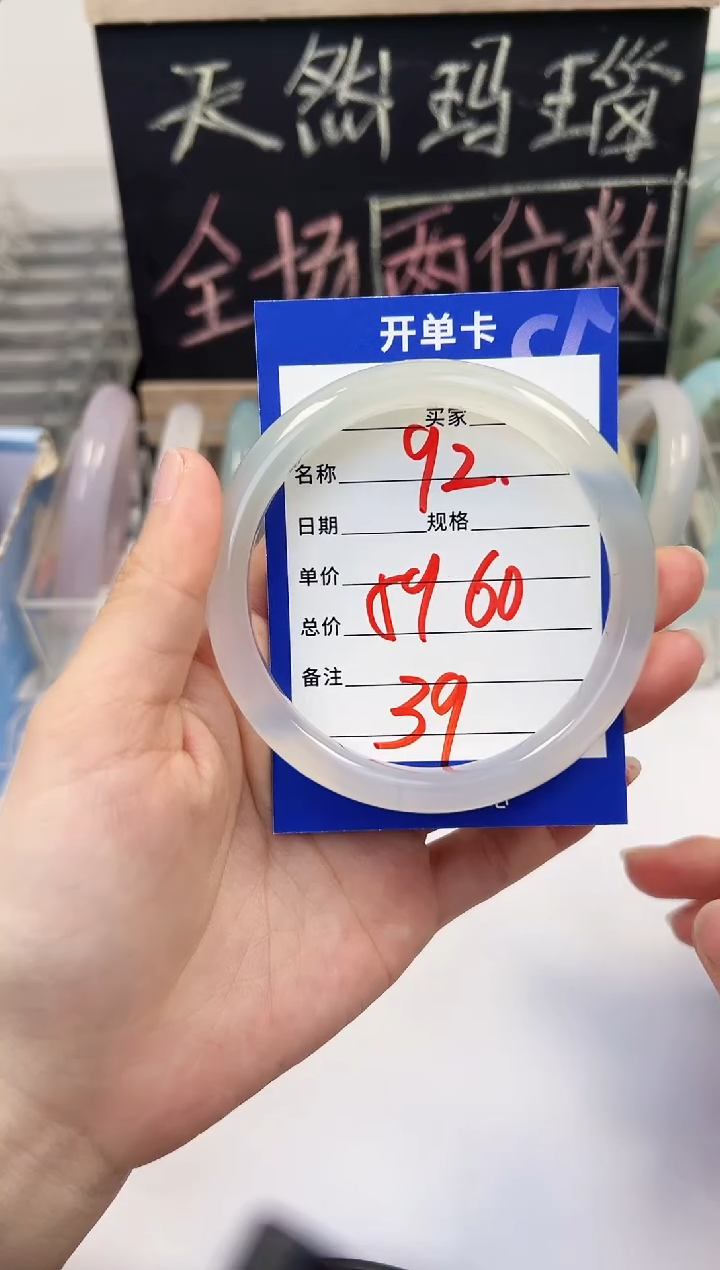 天然玛瑙
全场两位数
开单卡
买家
名称 92.
日期 规格
单价 59 60
总价
备注 39